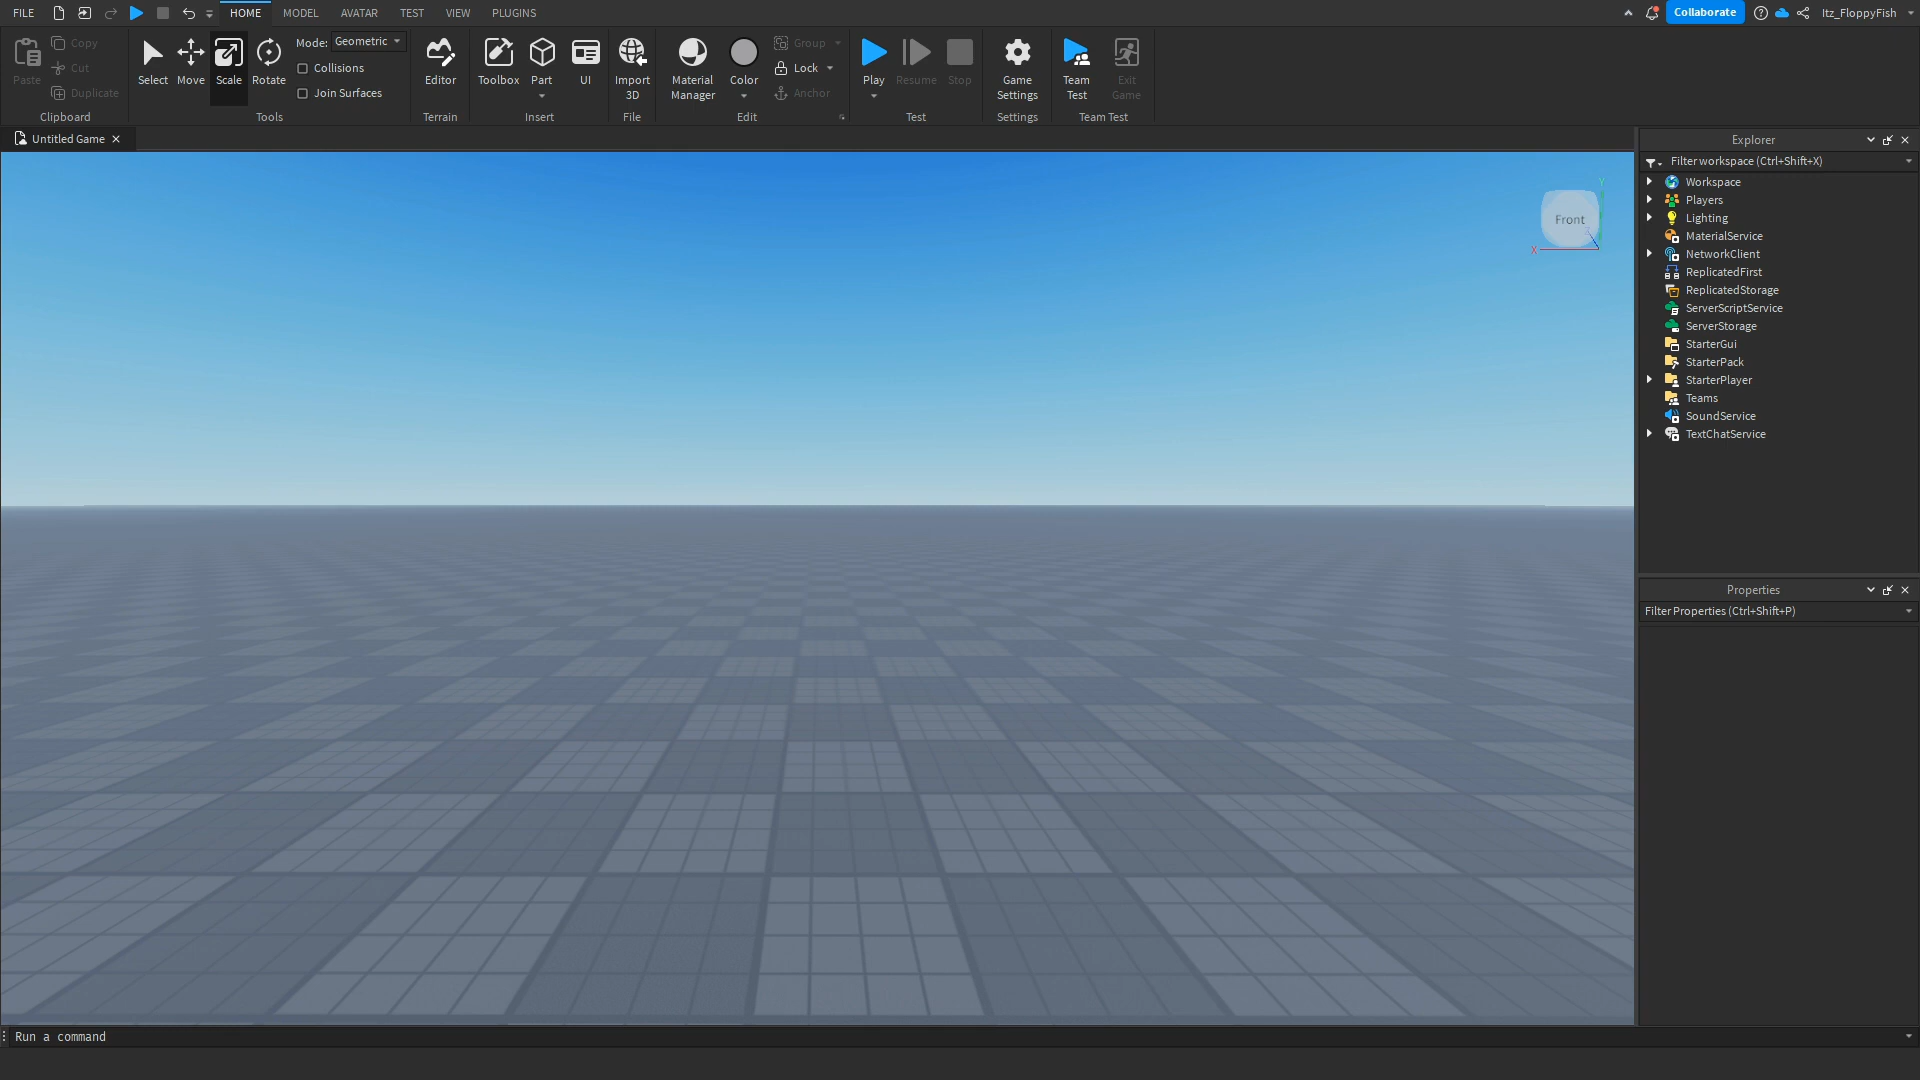 FILE HOME MODEL AVATAR TEST VIEW PLUGINS Collaborate Itz_FloppyFish
Paste Copy Cut Duplicate Clipboard
Select Move Scale Rotate Mode: Geometric Collisions Join Surfaces Tools
Editor Terrain
Toolbox Part UI Insert
Import 3D File
Material Manager Color Group Lock Anchor Edit
Play Resume Stop Test
Game Settings Settings
Team Test Exit Game Team Test
Untitled Game
Front
X
Y
Z
Explorer
Filter workspace (Ctrl+Shift+X)
Workspace
Players
Lighting
MaterialService
NetworkClient
ReplicatedFirst
ReplicatedStorage
ServerScriptService
ServerStorage
StarterGui
StarterPack
StarterPlayer
Teams
SoundService
TextChatService
Properties
Filter Properties (Ctrl+Shift+P)
Run a command